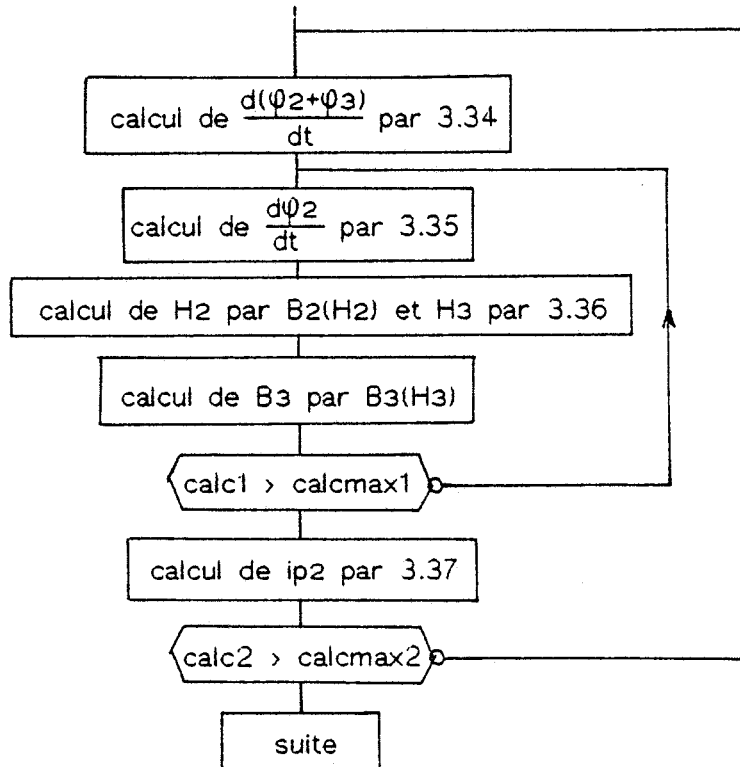 calcul de d(φ2+φ3)/dt par 3.34
calcul de dφ2/dt par 3.35
calcul de H2 par B2(H2) et H3 par 3.36
calcul de B3 par B3(H3)
calc1 > calcmax1
calcul de ip2 par 3.37
calc2 > calcmax2
suite